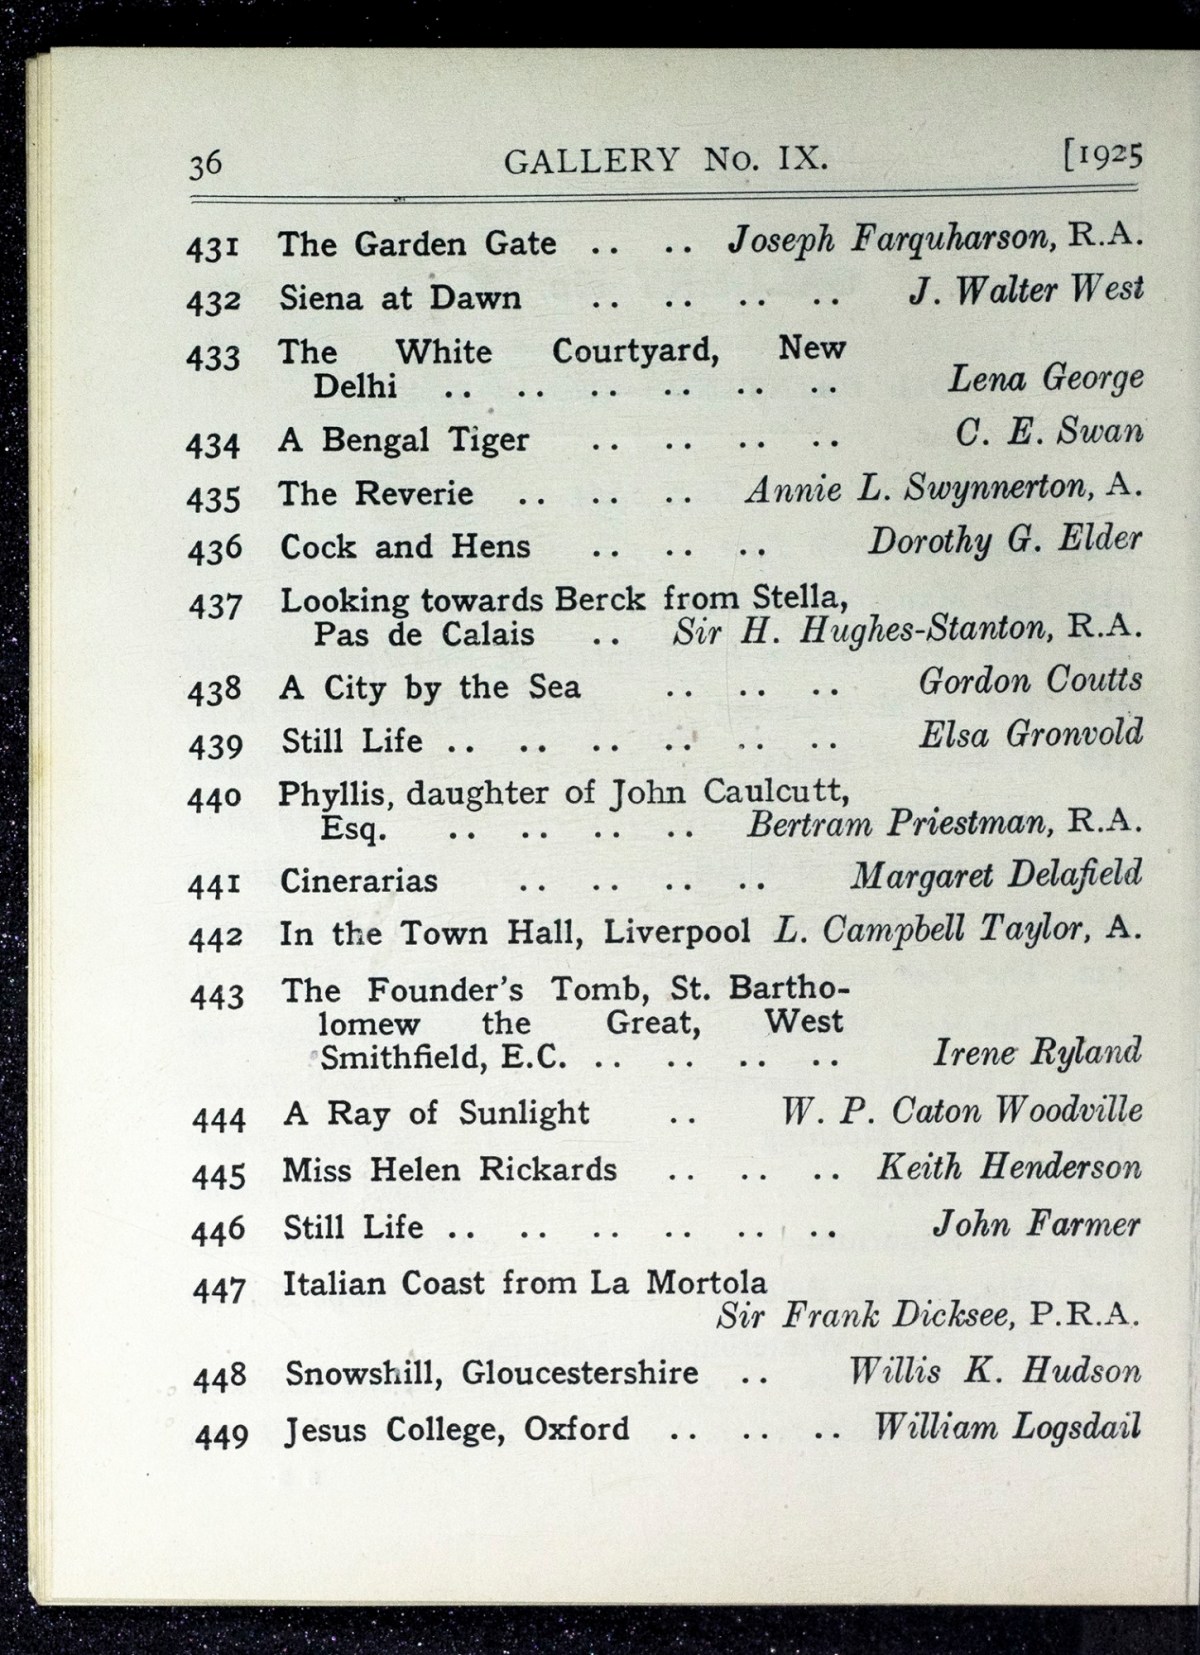 36 GALLERY No. IX. [1925
431 The Garden Gate .. .. Joseph Farquharson, R.A.
432 Siena at Dawn .. .. .. .. J. Walter West
433 The White Courtyard, New
Delhi .. .. .. .. .. .. Lena George
434 A Bengal Tiger .. .. .. .. C. E. Swan
435 The Reverie .. .. .. Annie L. Swynnerton, A.
436 Cock and Hens .. .. .. Dorothy G. Elder
437 Looking towards Berck from Stella,
Pas de Calais .. Sir H. Hughes-Stanton, R.A.
438 A City by the Sea .. .. .. Gordon Coutts
439 Still Life .. .. .. .. .. .. Elsa Gronvold
440 Phyllis, daughter of John Caulcutt,
Esq. .. .. .. .. Bertram Priestman, R.A.
441 Cinerarias .. .. .. .. Margaret Delafield
442 In the Town Hall, Liverpool L. Campbell Taylor, A.
443 The Founder's Tomb, St. Bartho-
lomew the Great, West
Smithfield, E.C. .. .. .. .. Irene Ryland
444 A Ray of Sunlight .. W. P. Caton Woodville
445 Miss Helen Rickards .. .. .. Keith Henderson
446 Still Life .. .. .. .. .. .. John Farmer
447 Italian Coast from La Mortola
Sir Frank Dicksee, P.R.A.
448 Snowshill, Gloucestershire .. Willis K. Hudson
449 Jesus College, Oxford .. .. .. William Logsdail